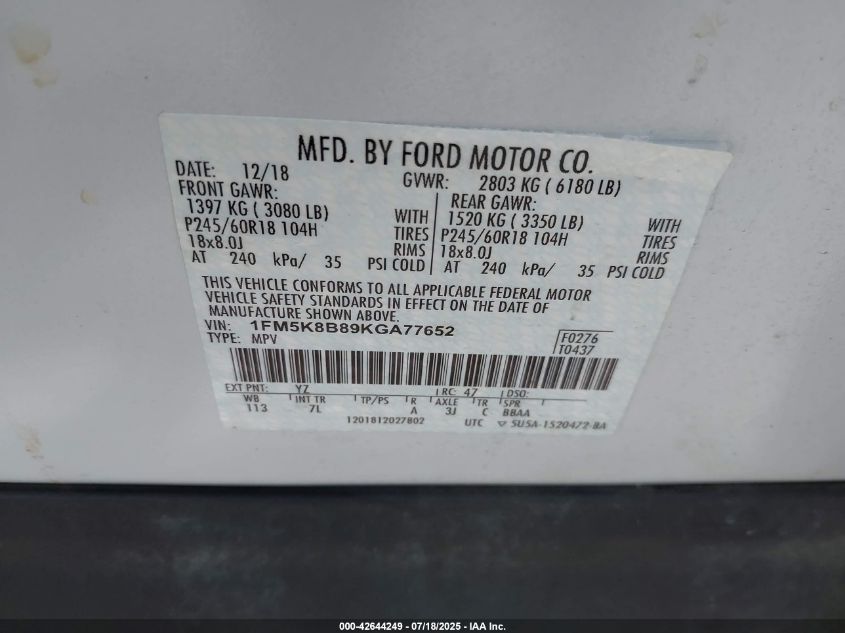 MFD. BY FORD MOTOR CO.
DATE: 12/18 GVWR: 2803 KG ( 6180 LB)
FRONT GAWR: REAR GAWR:
1397 KG ( 3080 LB) WITH 1520 KG ( 3350 LB) WITH
P245/60R18 104H TIRES P245/60R18 104H TIRES
18x8.0J RIMS 18x8.0J RIMS
AT 240 kPa/ 35 PSI COLD AT 240 kPa/ 35 PSI COLD
THIS VEHICLE CONFORMS TO ALL APPLICABLE FEDERAL MOTOR
VEHICLE SAFETY STANDARDS IN EFFECT ON THE DATE OF
MANUFACTURE SHOWN ABOVE.
VIN: 1FM5K8B89KGA77652 F0276
TYPE: MPV T0437
EXT PNT: YZ RC: 47 DSO:
WB INT TR TP/PS R AXLE TR SPR
113 7L A 3J C BBAA
1201812027802 UTC ▽ 5U5A-1520472-BA
000-42644249 - 07/18/2025 - IAA Inc.